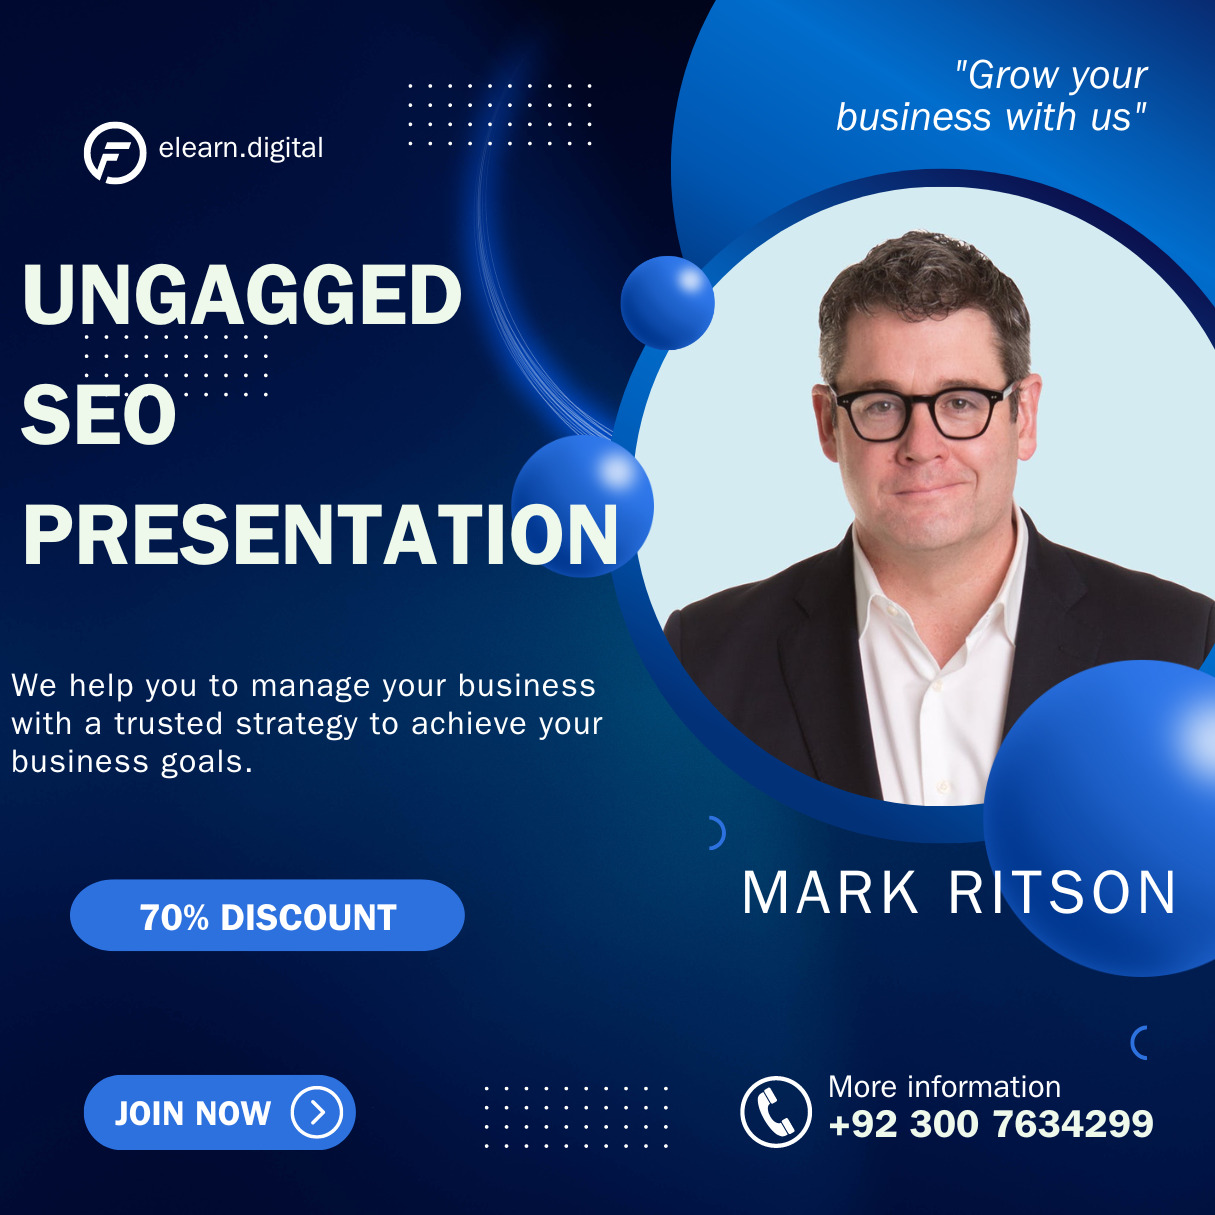 "Grow your
business with us"
elearn.digital
UNGAGGED
SEO
PRESENTATION
We help you to manage your business
with a trusted strategy to achieve your
business goals.
MARK RITSON
70% DISCOUNT
JOIN NOW
More information
+92 300 7634299